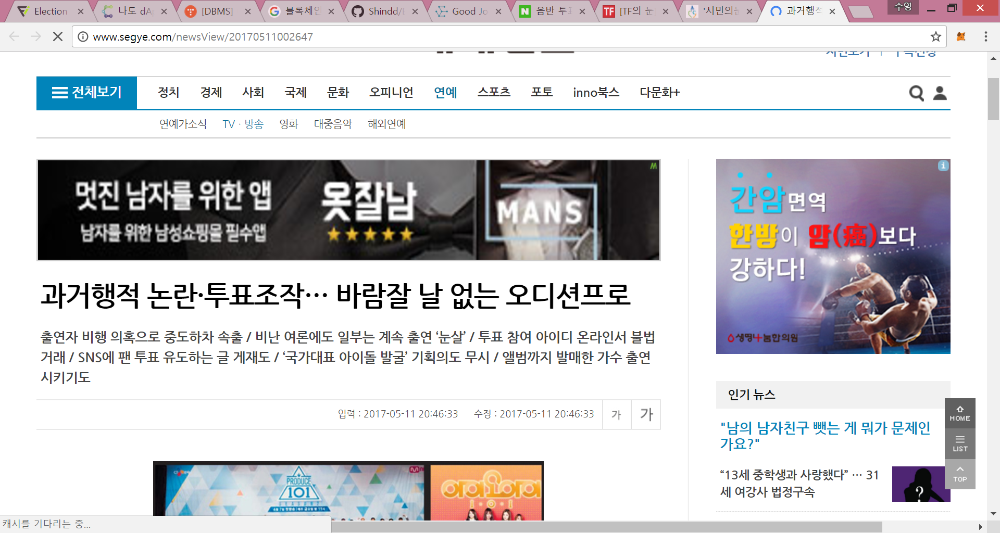 Election
나도 dA
[DBMS]
블록체인
Shindd/E
Good Jo
음반 투표
[TF의 눈
'시민의눈
과거행적
수영
www.segye.com/newsView/20170511002647
전체보기
정치 경제 사회 국제 문화 오피니언 연예 스포츠 포토 inno북스 다문화+
연예가소식 TV · 방송 영화 대중음악 해외연예
멋진 남자를 위한 앱
남자를 위한 남성쇼핑몰 필수앱
옷잘남
★★★★★
MANS
간암면역
한방이 암(癌)보다
강하다!
생명나눔한의원
과거행적 논란·투표조작… 바람잘 날 없는 오디션프로
출연자 비행 의혹으로 중도하차 속출 / 비난 여론에도 일부는 계속 출연 ‘눈살’ / 투표 참여 아이디 온라인서 불법
거래 / SNS에 팬 투표 유도하는 글 게재도 / ‘국가대표 아이돌 발굴’ 기획의도 무시 / 앨범까지 발매한 가수 출연
시키기도
입력 : 2017-05-11 20:46:33 수정 : 2017-05-11 20:46:33 가 가
PRODUCE
101
SEASON2
아이오아이
I·O·I
인기 뉴스
"남의 남자친구 뺏는 게 뭐가 문제인
가요?"
“13세 중학생과 사랑했다” … 31
세 여강사 법정구속
?
HOME
LIST
TOP
캐시를 기다리는 중...